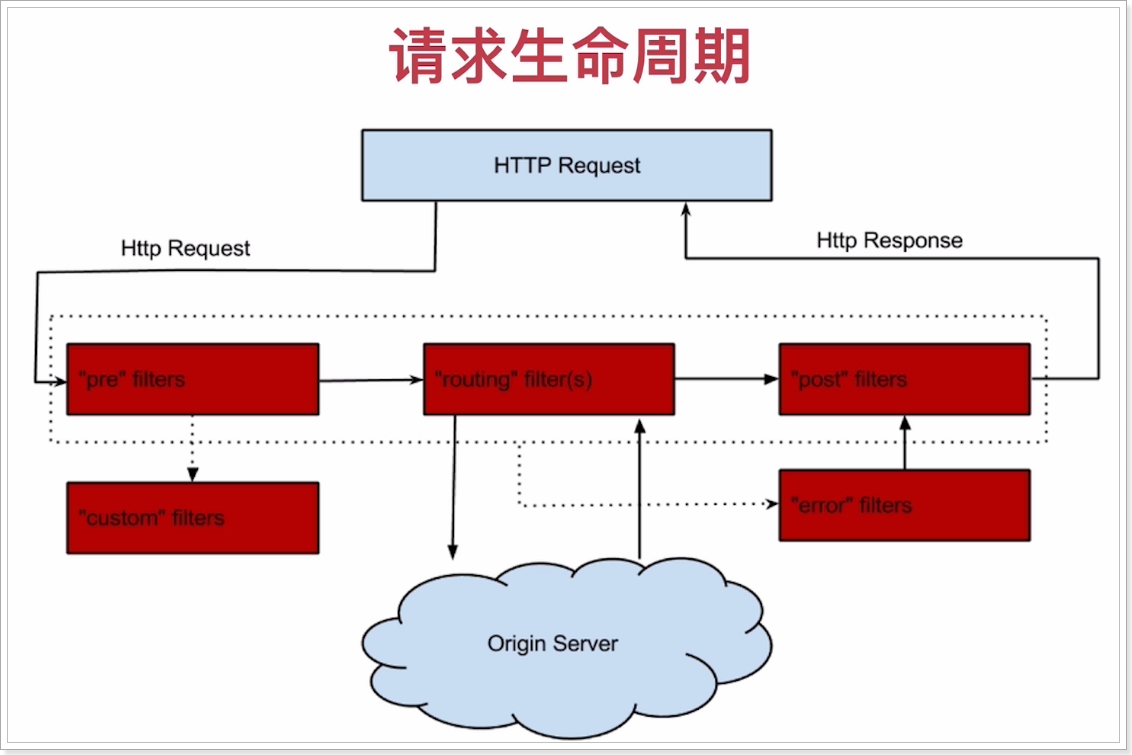 请求生命周期
HTTP Request
Http Request
Http Response
"pre" filters
"routing" filter(s)
"post" filters
"custom" filters
"error" filters
Origin Server